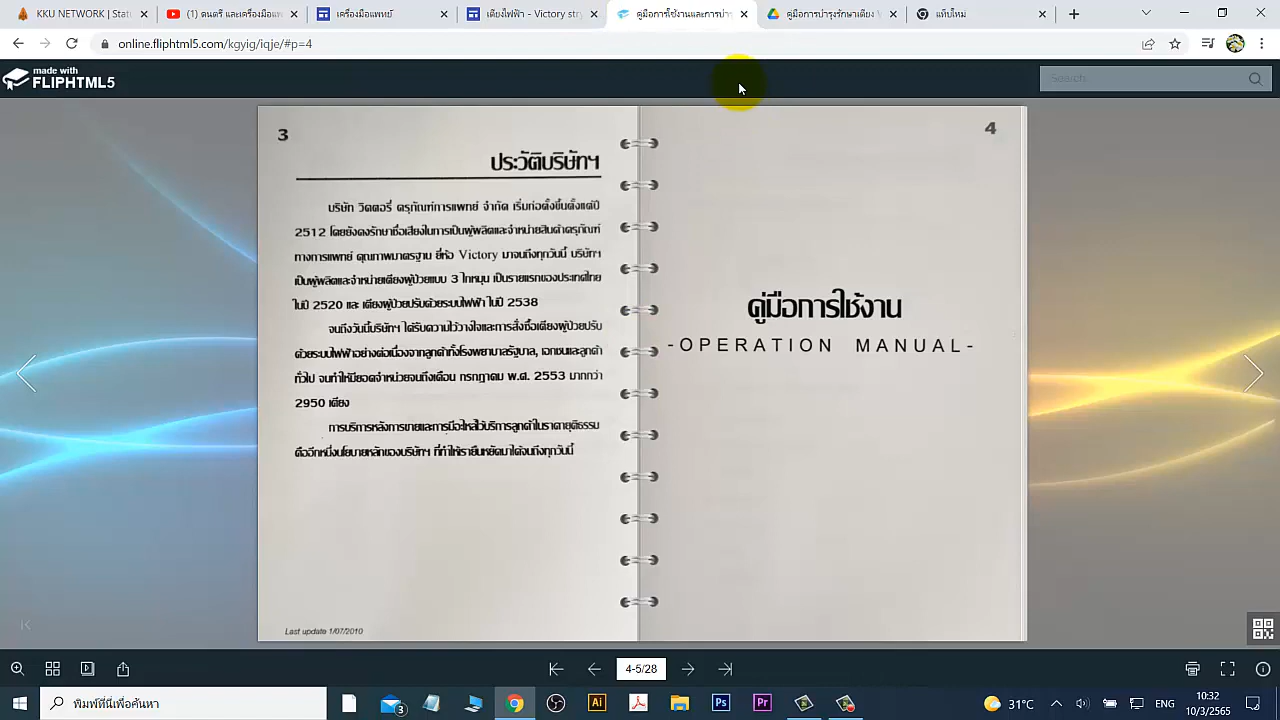 KKU NETWORK | Stat
(1) ดนตรี และเครื่องมือแพ
เครื่องมือแพทย์
เตียงไฟฟ้า - Victory str
คู่มือการใช้งานและการบำรุ
คู่มือการบำรุงรักษาเตียง
แท็บใหม่
online.fliphtml5.com/kgyig/iqje/#p=4
made with
FLIPHTML5
Search
3
ประวัติบริษัทฯ
บริษัท วิคตอรี่ ครุภัณฑ์การแพทย์ จำกัด เริ่มก่อตั้งขึ้นตั้งแต่ปี
2512 โดยยังคงรักษาชื่อเสียงในการเป็นผู้ผลิตและจำหน่ายสินค้าครุภัณฑ์
ทางการแพทย์ คุณภาพมาตรฐาน ยี่ห้อ Victory มาจนถึงทุกวันนี้ บริษัทฯ
เป็นผู้ผลิตและจำหน่ายเตียงผู้ป่วยแบบ 3 ไกหมุน เป็นรายแรกของประเทศไทย
ในปี 2520 และ เตียงผู้ป่วยปรับด้วยระบบไฟฟ้า ในปี 2538
จนถึงวันนี้บริษัทฯ ได้รับความไว้วางใจและการสั่งซื้อเตียงผู้ป่วยปรับ
ด้วยระบบไฟฟ้าอย่างต่อเนื่องจากลูกค้าทั้งโรงพยาบาลรัฐบาล, เอกชนและลูกค้า
ทั่วไป จนทำให้มียอดจำหน่วยจนถึงเดือน กรกฎาคม พ.ศ. 2553 มากกว่า
2950 เตียง
การบริการหลังการขายและการมีอะไหล่ไว้บริการลูกค้าในราคายุติธรรม
คืออีกหนึ่งนโยบายหลักของบริษัทฯ ที่ทำให้เรายืนหยัดมาได้จนถึงทุกวันนี้
Last update 1/07/2010
4
คู่มือการใช้งาน
-OPERATION MANUAL-
4-5/28
พิมพ์ที่นี่เพื่อค้นหา
3
Ai
Ps
Pr
31°C
ENG
10:32
10/3/2565